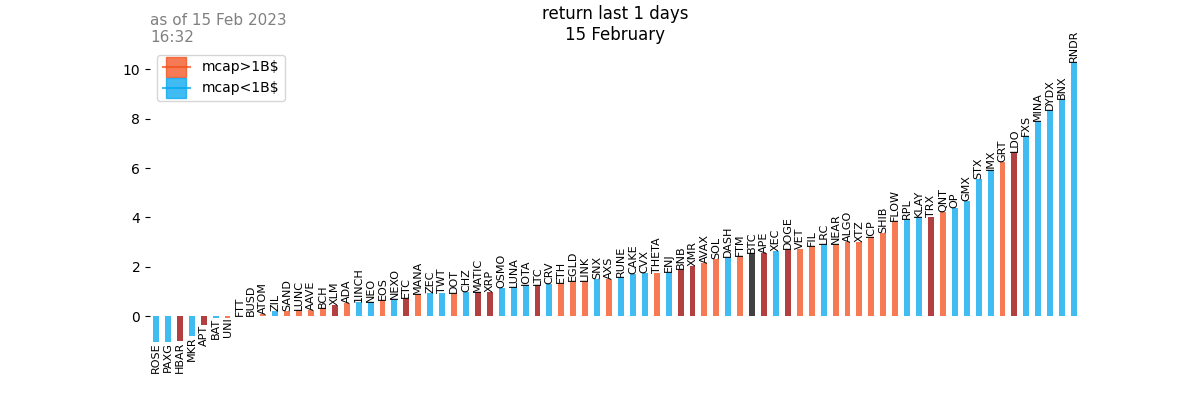 return last 1 days
15 February
as of 15 Feb 2023
16:32
mcap>1B$
mcap<1B$
10
8
6
4
2
0
ROSE
PAXG
HBAR
MKR
APT
BAT
UNI
FTT
BUSD
ATOM
ZIL
SAND
LUNC
AAVE
BCH
XLM
ADA
1INCH
NEO
EOS
NEXO
ETC
MANA
ZEC
TWT
DOT
CHZ
MATIC
XRP
OSMO
LUNA
IOTA
LTC
CRV
ETH
EGLD
LINK
SNX
AXS
RUNE
CAKE
CVX
THETA
ENJ
BNB
XMR
AVAX
SOL
DASH
FTM
BTC
APE
XEC
DOGE
VET
FIL
LRC
NEAR
ALGO
XTZ
ICP
SHIB
FLOW
RPL
KLAY
TRX
QNT
OP
GMX
STX
IMX
GRT
LDO
FXS
MINA
DYDX
BNX
RNDR